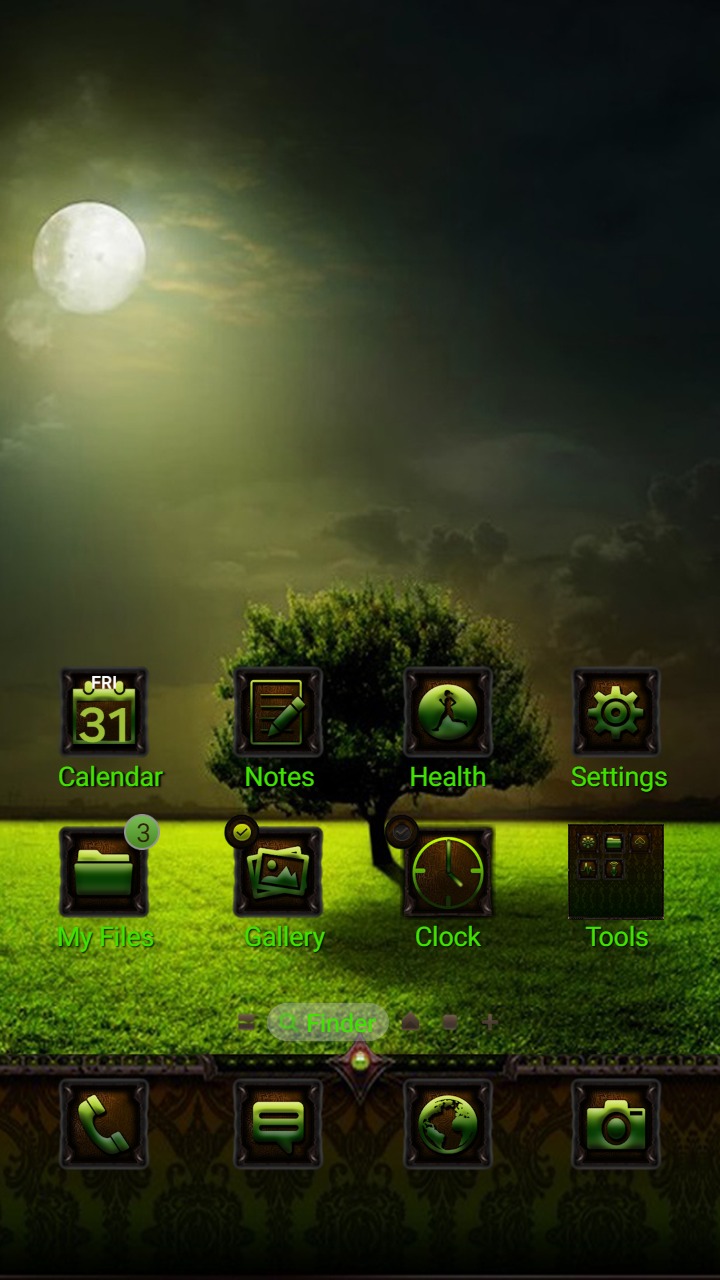 FRI
31
Calendar
Notes
Health
Settings
3
My Files
Gallery
Clock
Tools
Finder